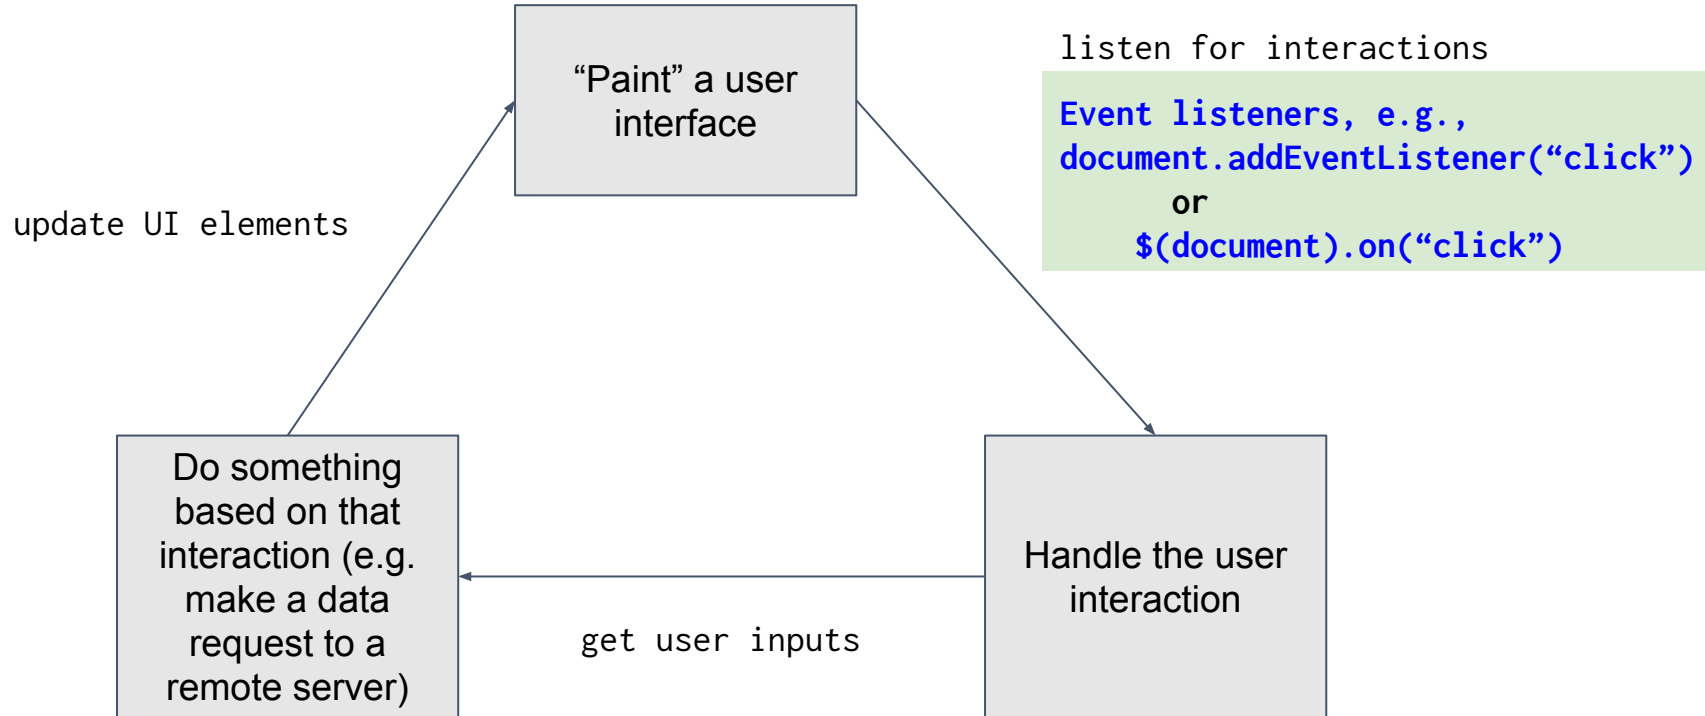 “Paint” a user
interface
listen for interactions
Event listeners, e.g.,
document.addEventListener(“click”)
or
$(document).on(“click”)
update UI elements
Do something
based on that
interaction (e.g.
make a data
request to a
remote server)
get user inputs
Handle the user
interaction